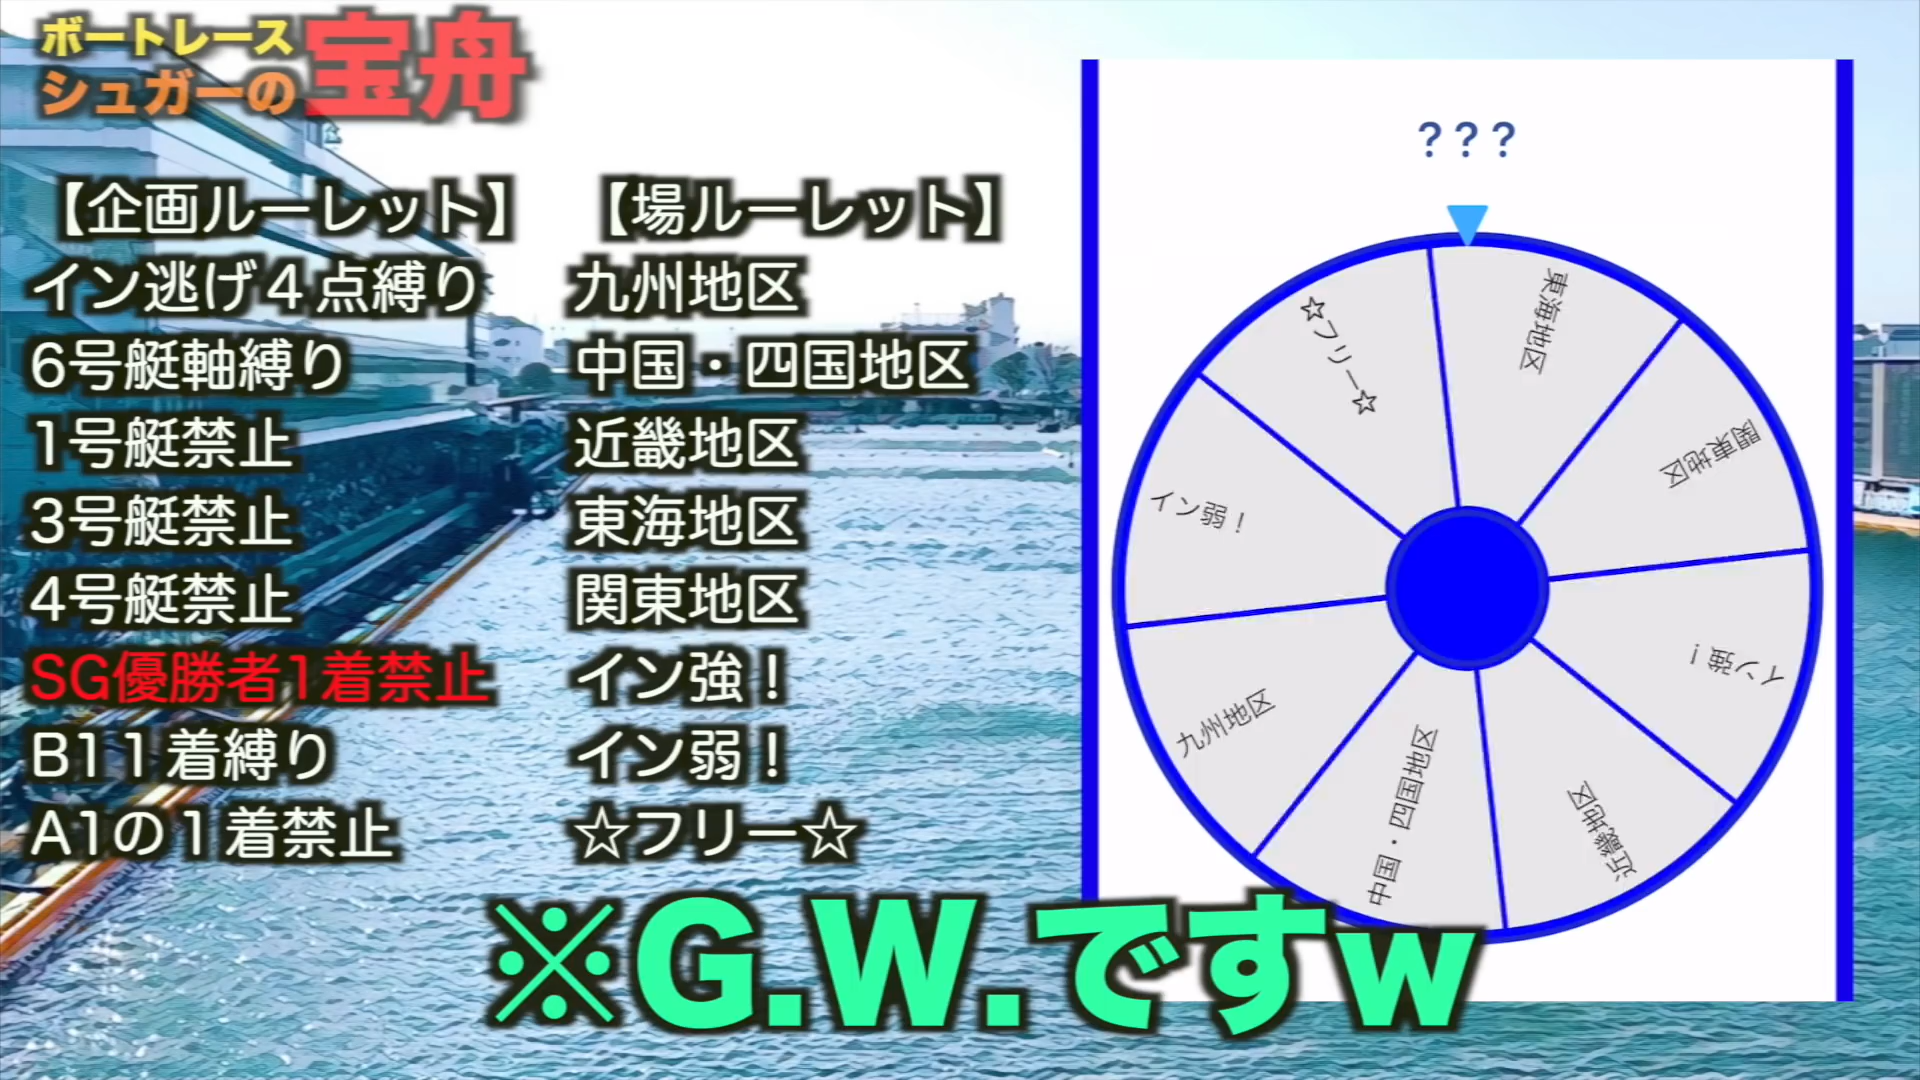 ボートレース
シュガーの宝舟
【企画ルーレット】
イン逃げ４点縛り
6号艇軸縛り
1号艇禁止
3号艇禁止
4号艇禁止
SG優勝者1着禁止
B1１着縛り
A1の１着禁止
【場ルーレット】
九州地区
中国・四国地区
近畿地区
東海地区
関東地区
イン強！
イン弱！
☆フリー☆
？？？
東海地区
関東地区
イン強！
近畿地区
中国・四国地区
九州地区
イン弱！
☆フリー☆
※G.W.ですw